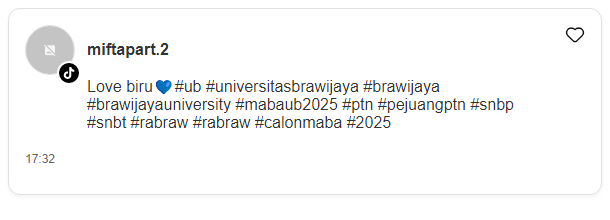 miftapart.2
Love biru💙#ub #universitasbrawijaya #brawijaya
#brawijayauniversity #mabaub2025 #ptn #pejuangptn #snbp
#snbt #rabraw #rabraw #calonmaba #2025
17:32